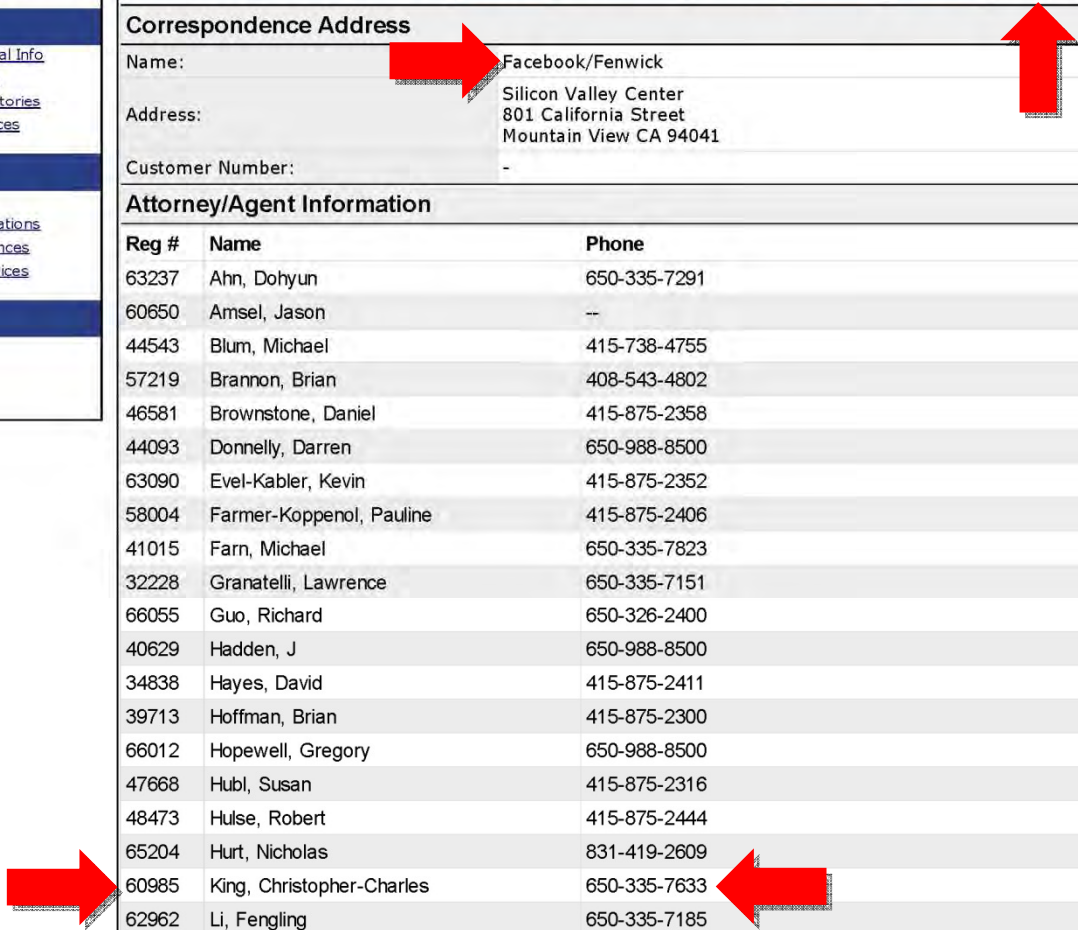 al Info
tories
ces
ations
nces
ices
Correspondence Address
Name: Facebook/Fenwick
Address: Silicon Valley Center
801 California Street
Mountain View CA 94041
Customer Number: -
Attorney/Agent Information
Reg # Name Phone
63237 Ahn, Dohyun 650-335-7291
60650 Amsel, Jason --
44543 Blum, Michael 415-738-4755
57219 Brannon, Brian 408-543-4802
46581 Brownstone, Daniel 415-875-2358
44093 Donnelly, Darren 650-988-8500
63090 Evel-Kabler, Kevin 415-875-2352
58004 Farmer-Koppenol, Pauline 415-875-2406
41015 Farn, Michael 650-335-7823
32228 Granatelli, Lawrence 650-335-7151
66055 Guo, Richard 650-326-2400
40629 Hadden, J 650-988-8500
34838 Hayes, David 415-875-2411
39713 Hoffman, Brian 415-875-2300
66012 Hopewell, Gregory 650-988-8500
47668 Hubl, Susan 415-875-2316
48473 Hulse, Robert 415-875-2444
65204 Hurt, Nicholas 831-419-2609
60985 King, Christopher-Charles 650-335-7633
62962 Li, Fengling 650-335-7185